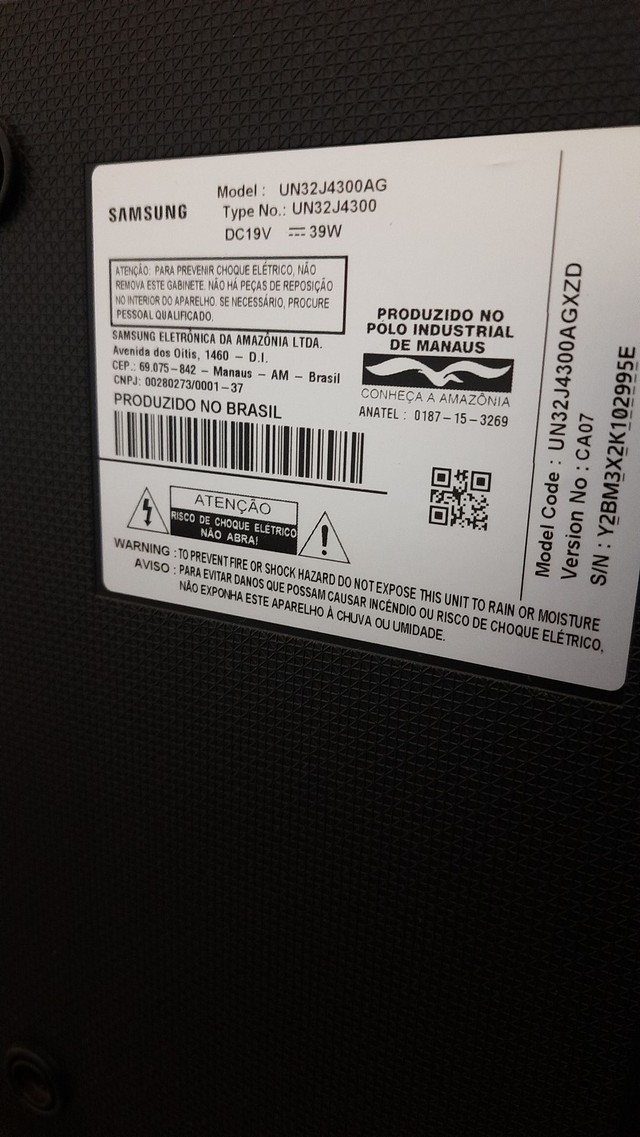 SAMSUNG
Model : UN32J4300AG
Type No.: UN32J4300
DC19V ⎓ 39W
ATENÇÃO: PARA PREVENIR CHOQUE ELÉTRICO, NÃO
REMOVA ESTE GABINETE. NÃO HÁ PEÇAS DE REPOSIÇÃO
NO INTERIOR DO APARELHO. SE NECESSÁRIO, PROCURE
PESSOAL QUALIFICADO.
SAMSUNG ELETRÔNICA DA AMAZÔNIA LTDA.
Avenida dos Oitis, 1460 – D.I.
CEP.: 69.075-842 – Manaus – AM – Brasil
CNPJ: 00280273/0001-37
PRODUZIDO NO BRASIL
PRODUZIDO NO
PÓLO INDUSTRIAL
DE MANAUS
CONHEÇA A AMAZÔNIA
ANATEL : 0187-15-3269
ATENÇÃO
RISCO DE CHOQUE ELÉTRICO
NÃO ABRA!
WARNING : TO PREVENT FIRE OR SHOCK HAZARD DO NOT EXPOSE THIS UNIT TO RAIN OR MOISTURE
AVISO : PARA EVITAR DANOS QUE POSSAM CAUSAR INCÊNDIO OU RISCO DE CHOQUE ELÉTRICO,
NÃO EXPONHA ESTE APARELHO À CHUVA OU UMIDADE.
Model Code : UN32J4300AGXZD
Version No : CA07
S/N : Y2BM3X2K102995E